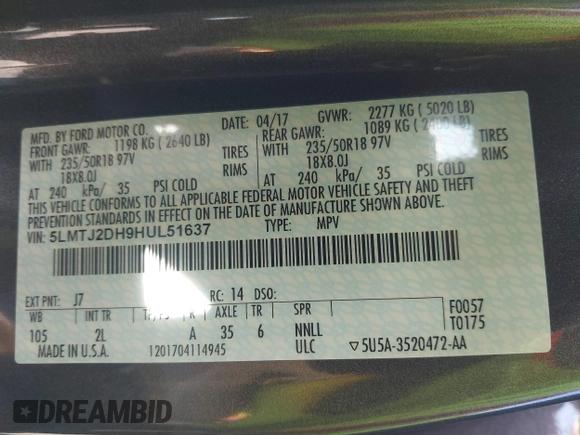 MFD. BY FORD MOTOR CO.
DATE: 04/17
GVWR: 2277 KG ( 5020 LB)
FRONT GAWR: 1198 KG ( 2640 LB)
REAR GAWR: 1089 KG ( 2400 LB)
WITH 235/50R18 97V TIRES
WITH 235/50R18 97V TIRES
18X8.0J RIMS
18X8.0J RIMS
AT 240 kPa/ 35 PSI COLD
AT 240 kPa/ 35 PSI COLD
THIS VEHICLE CONFORMS TO ALL APPLICABLE FEDERAL MOTOR VEHICLE SAFETY AND THEFT
PREVENTION STANDARDS IN EFFECT ON THE DATE OF MANUFACTURE SHOWN ABOVE.
VIN: 5LMTJ2DH9HUL51637
TYPE: MPV
EXT PNT: J7
RC: 14 DSO:
WB INT TR R AXLE TR SPR
F0057
105 2L A 35 6 NNLL
T0175
MADE IN U.S.A.
1201704114945
ULC
5U5A-3520472-AA
DREAMBID